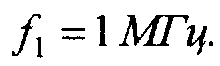 f₁ = 1 МГц.